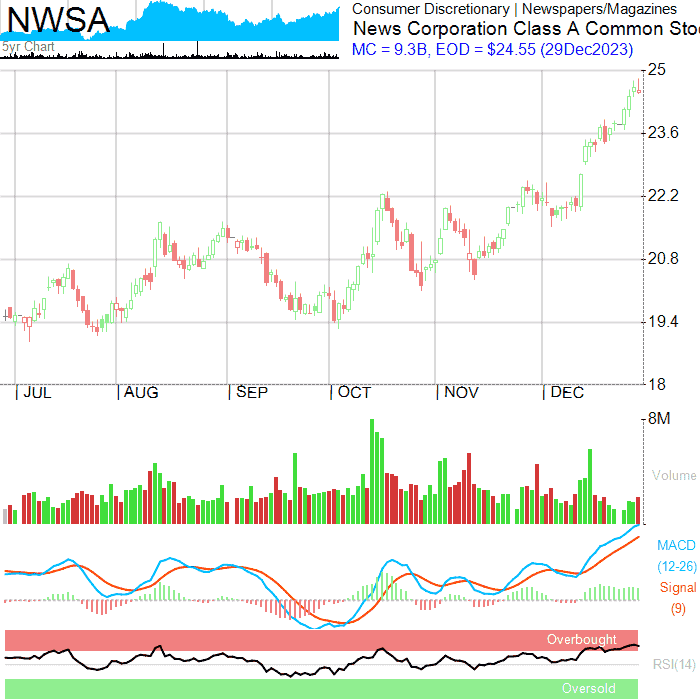 NWSA
5yr Chart
Consumer Discretionary | Newspapers/Magazines
News Corporation Class A Common Sto
MC = 9.3B, EOD = $24.55 (29Dec2023)
25
23.6
22.2
20.8
19.4
18
JUL AUG SEP OCT NOV DEC
8M
Volume
MACD
(12-26)
Signal
(9)
Overbought
RSI(14)
Oversold